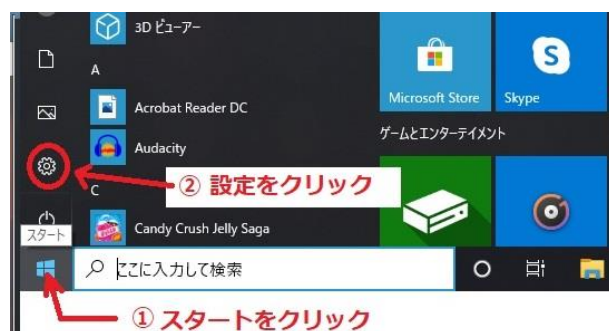 3D ビューアー
A
Acrobat Reader DC
Audacity
② 設定をクリック
C
Candy Crush Jelly Saga
スタート
Microsoft Store
Skype
ゲームとエンターテイメント
ここに入力して検索
① スタートをクリック